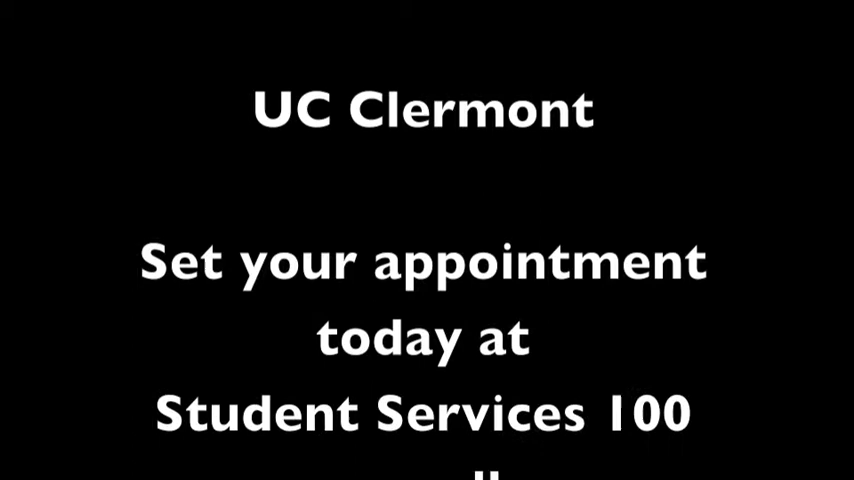 UC Clermont
Set your appointment
today at
Student Services 100